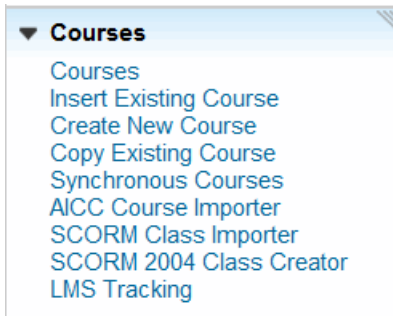 Courses
Courses
Insert Existing Course
Create New Course
Copy Existing Course
Synchronous Courses
AICC Course Importer
SCORM Class Importer
SCORM 2004 Class Creator
LMS Tracking